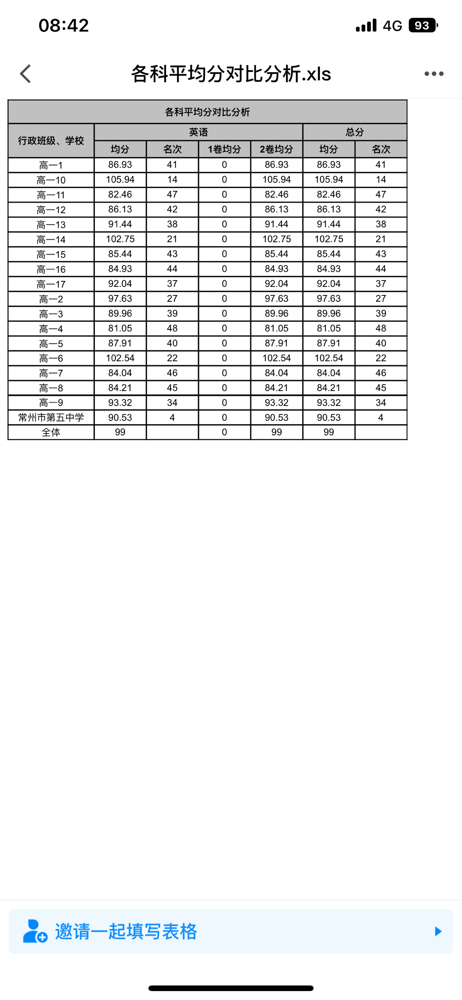 08:42 4G 93
各科平均分对比分析.xls
各科平均分对比分析
行政班级、学校 英语 总分
均分 名次 1卷均分 2卷均分 均分 名次
高一1 86.93 41 0 86.93 86.93 41
高一10 105.94 14 0 105.94 105.94 14
高一11 82.46 47 0 82.46 82.46 47
高一12 86.13 42 0 86.13 86.13 42
高一13 91.44 38 0 91.44 91.44 38
高一14 102.75 21 0 102.75 102.75 21
高一15 85.44 43 0 85.44 85.44 43
高一16 84.93 44 0 84.93 84.93 44
高一17 92.04 37 0 92.04 92.04 37
高一2 97.63 27 0 97.63 97.63 27
高一3 89.96 39 0 89.96 89.96 39
高一4 81.05 48 0 81.05 81.05 48
高一5 87.91 40 0 87.91 87.91 40
高一6 102.54 22 0 102.54 102.54 22
高一7 84.04 46 0 84.04 84.04 46
高一8 84.21 45 0 84.21 84.21 45
高一9 93.32 34 0 93.32 93.32 34
常州市第五中学 90.53 4 0 90.53 90.53 4
全体 99 0 99 99
邀请一起填写表格